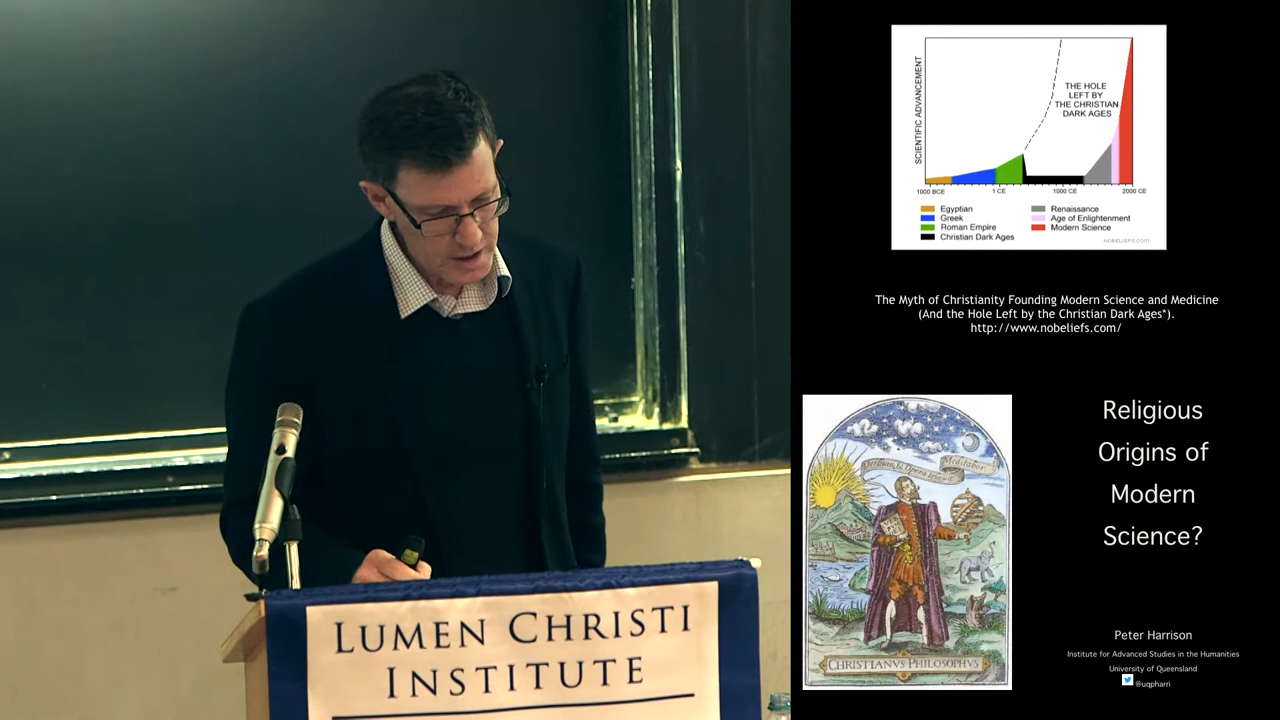 SCIENTIFIC ADVANCEMENT
THE HOLE
LEFT BY
THE CHRISTIAN
DARK AGES
1000 BCE
1 CE
1000 CE
2000 CE
Egyptian
Greek
Roman Empire
Christian Dark Ages
Renaissance
Age of Enlightenment
Modern Science
NOBELIEFS.COM
The Myth of Christianity Founding Modern Science and Medicine
(And the Hole Left by the Christian Dark Ages*).
http://www.nobeliefs.com/
Meditabor
CHRISTIANVS PHILOSOPHVS
Religious
Origins of
Modern
Science?
Peter Harrison
Institute for Advanced Studies in the Humanities
University of Queensland
@uqpharri
LUMEN CHRISTI
INSTITUTE